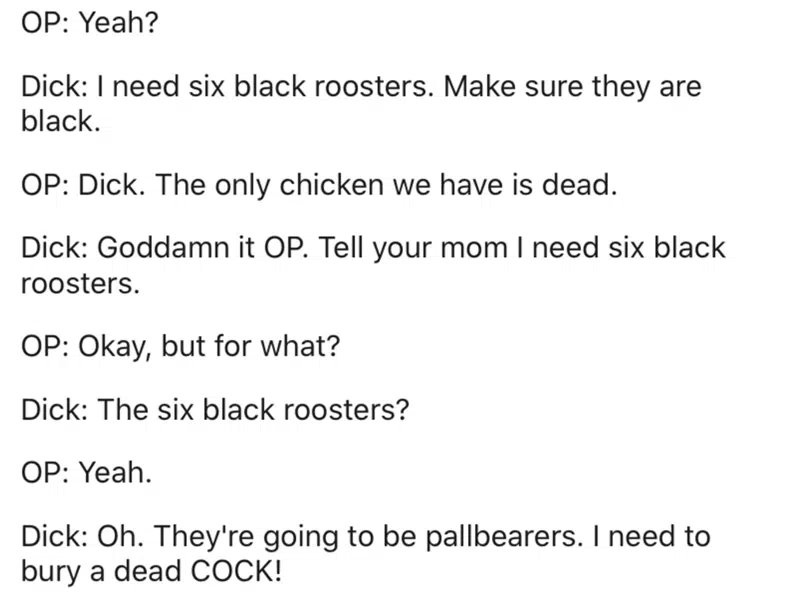 OP: Yeah?
Dick: I need six black roosters. Make sure they are
black.
OP: Dick. The only chicken we have is dead.
Dick: Goddamn it OP. Tell your mom I need six black
roosters.
OP: Okay, but for what?
Dick: The six black roosters?
OP: Yeah.
Dick: Oh. They're going to be pallbearers. I need to
bury a dead COCK!